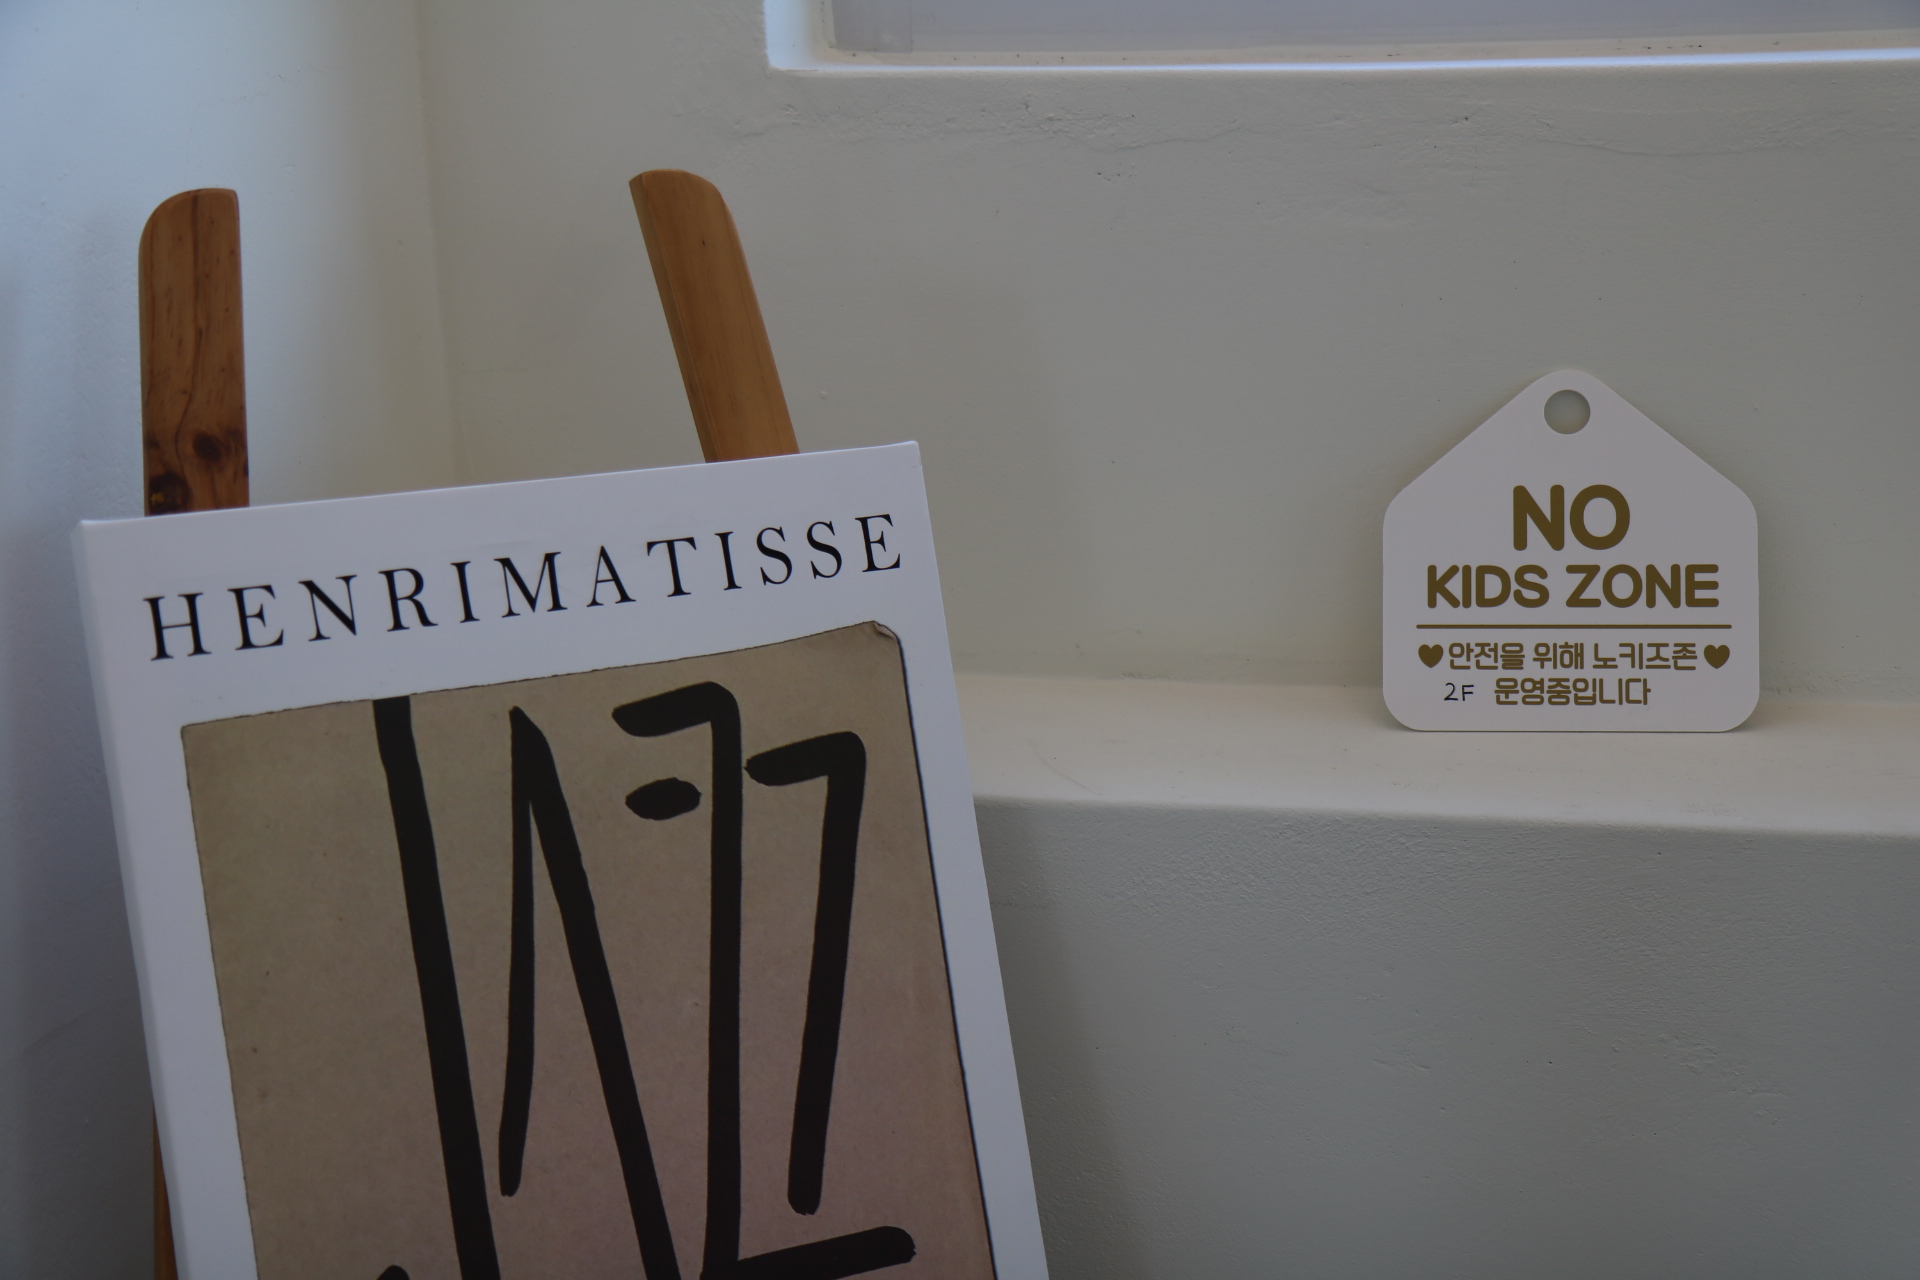 HENRIMATISSE
JAZZ
NO
KIDS ZONE
♥안전을 위해 노키즈존♥
2F 운영중입니다